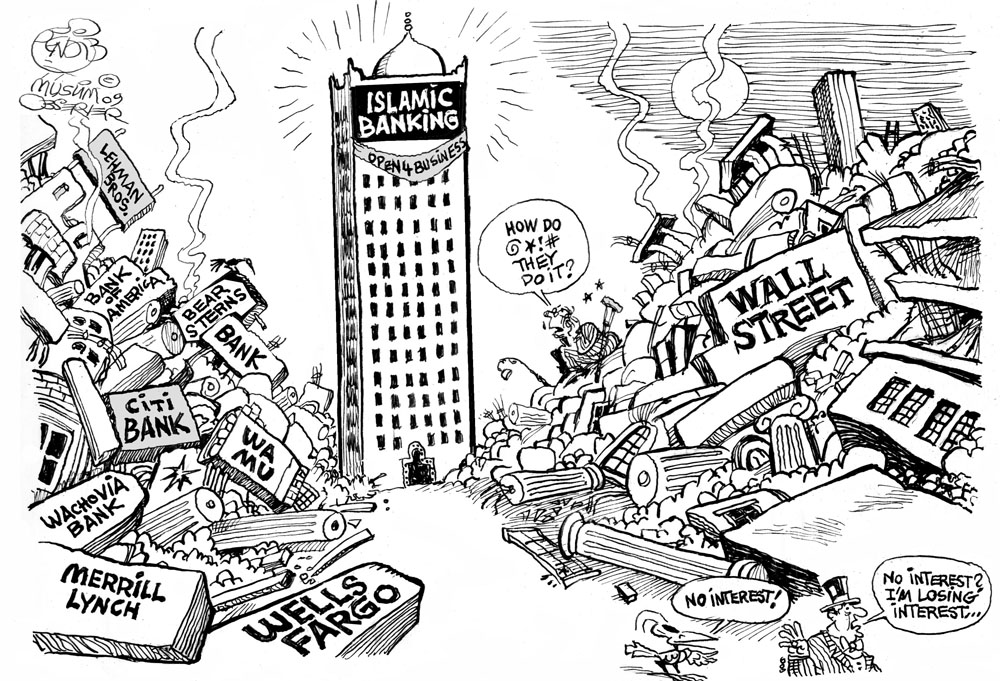 MUSLIM ©
OBSERVER 09
LEHMAN
BROS.
BANK
OF
AMERICA
BEAR
STERNS
BANK
CITI
BANK
WA
MU
WACHOVIA
BANK
MERRILL
LYNCH
WELLS
FARGO
ISLAMIC
BANKING
OPEN 4 BUSINESS
HOW DO
@*!#
THEY
DO IT?
WALL
STREET
NO INTEREST!
NO INTEREST?
I'M LOSING
INTEREST...